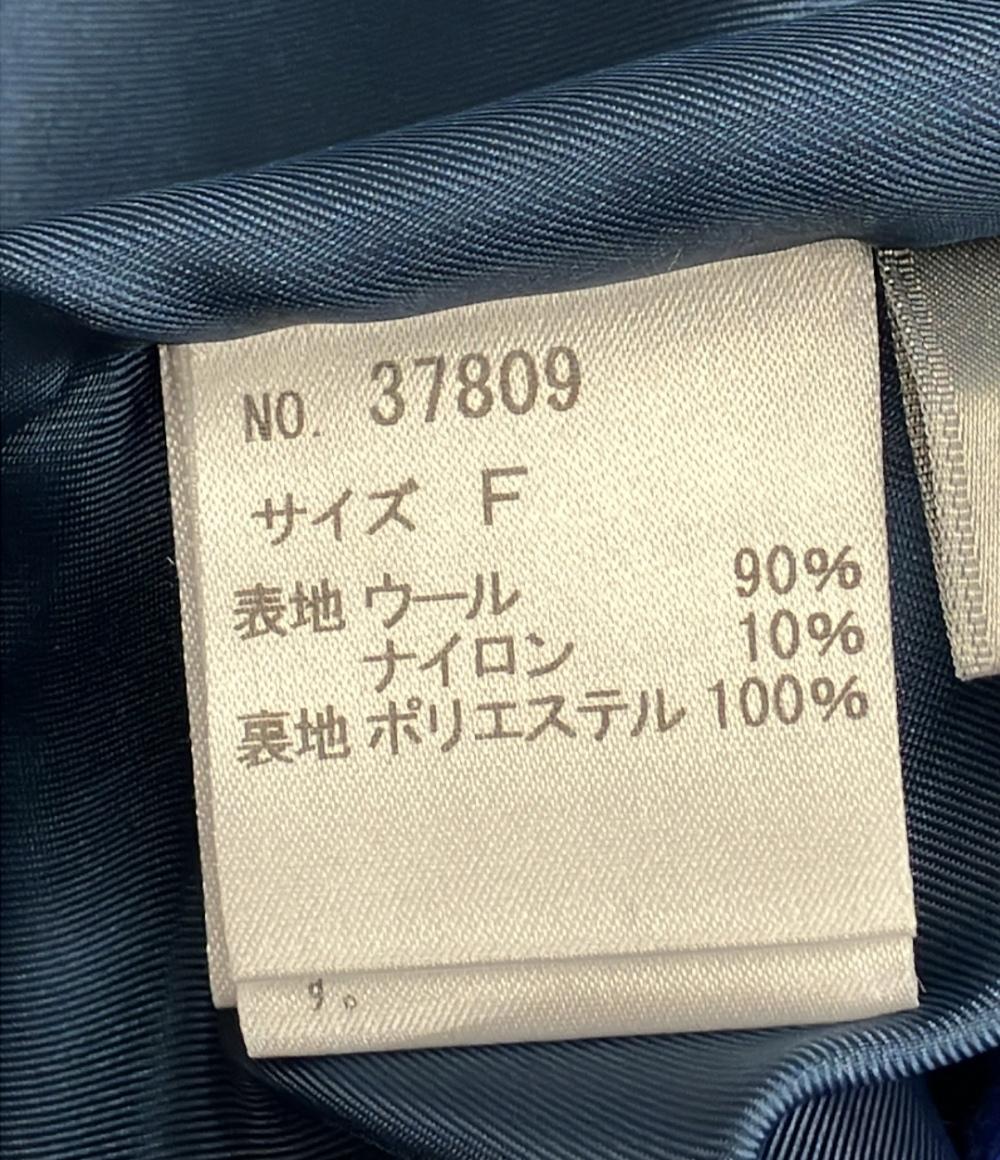 NO. 37809
サイズ F
表地 ウール 90%
ナイロン 10%
裏地 ポリエステル 100%
す。